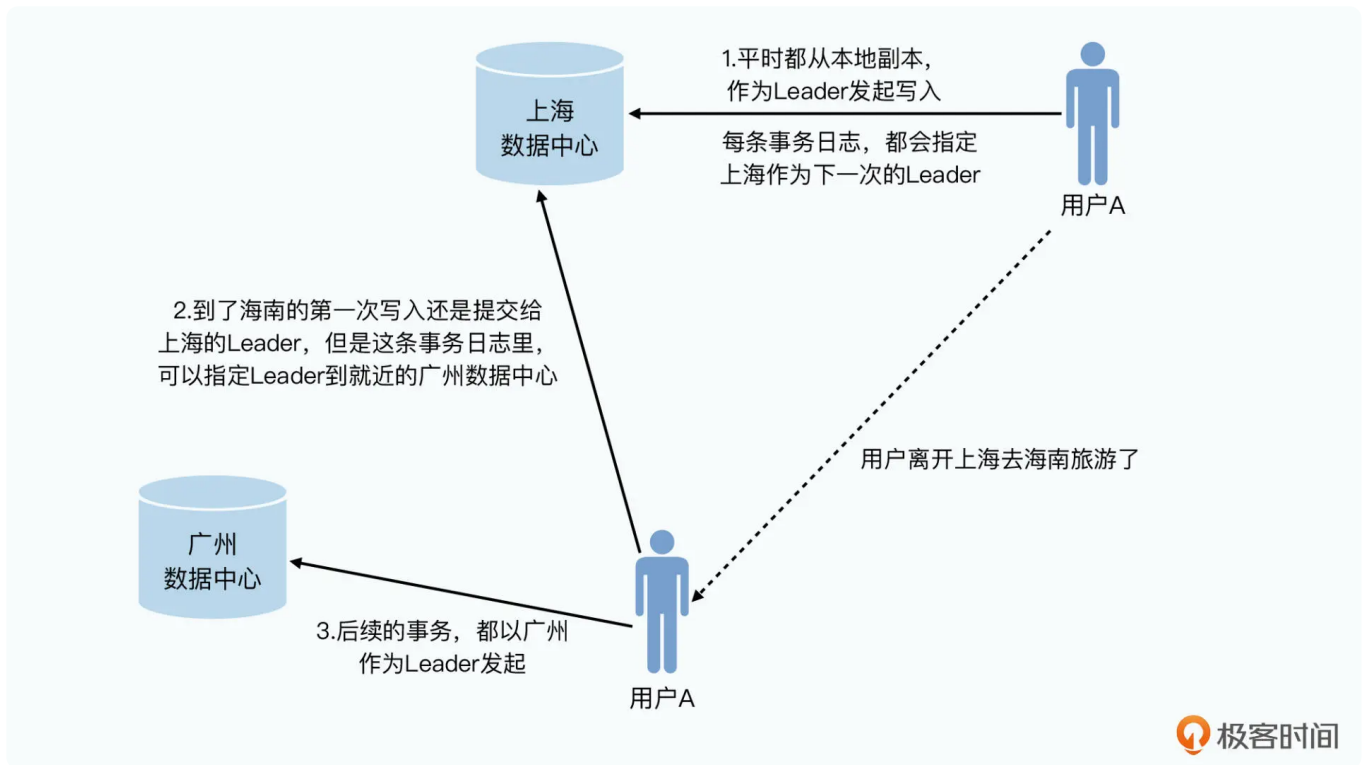 上海
数据中心
1.平时都从本地副本，
作为Leader发起写入
每条事务日志，都会指定
上海作为下一次的Leader
用户A
2.到了海南的第一次写入还是提交给
上海的Leader，但是这条事务日志里，
可以指定Leader到就近的广州数据中心
用户离开上海去海南旅游了
广州
数据中心
3.后续的事务，都以广州
作为Leader发起
用户A
极客时间